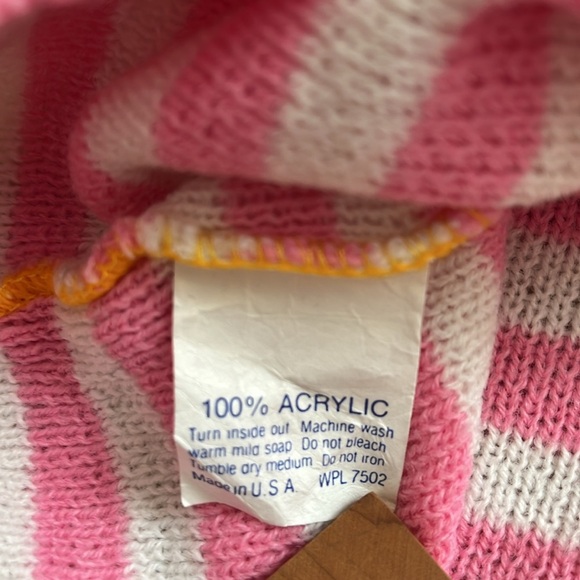 100% ACRYLIC
Turn inside out Machine wash
warm mild soap Do not bleach
Tumble dry medium Do not iron
Made in U.S.A. WPL 7502